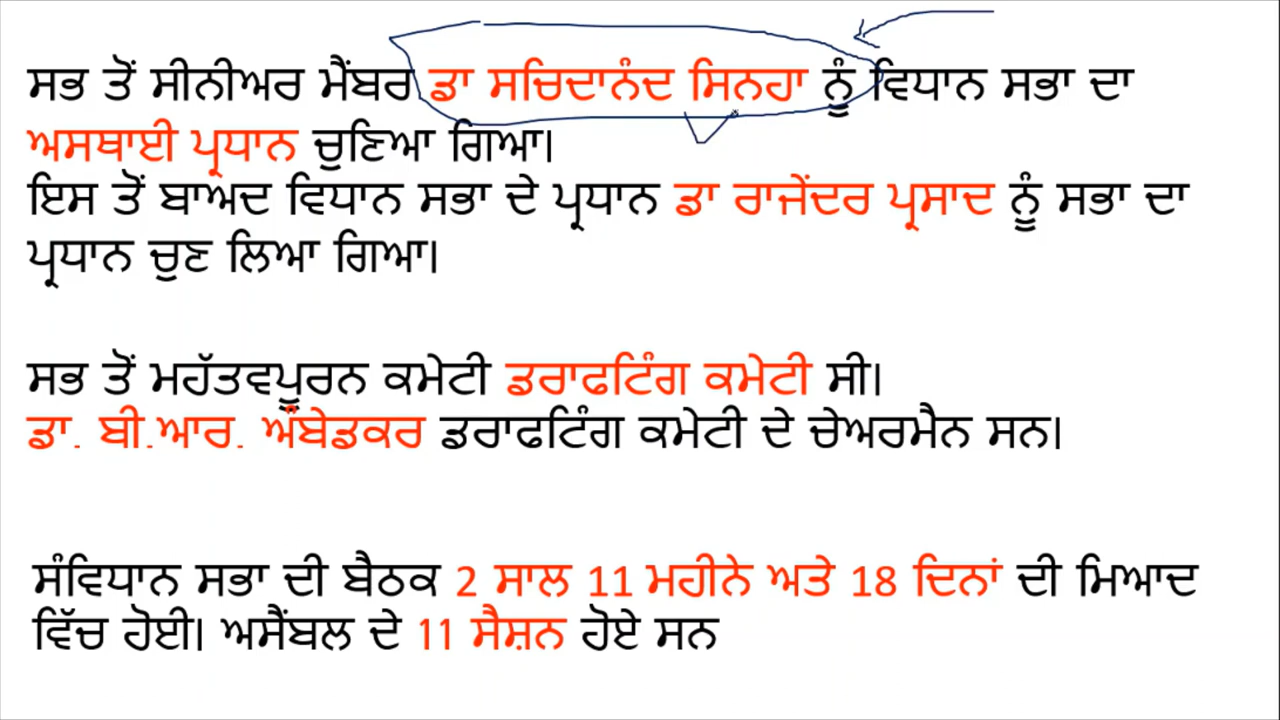 ਸਭ ਤੋਂ ਸੀਨੀਅਰ ਮੈਂਬਰ ਡਾ ਸਚਿਦਾਨੰਦ ਸਿਨਹਾ ਨੂੰ ਵਿਧਾਨ ਸਭਾ ਦਾ
ਅਸਥਾਈ ਪ੍ਰਧਾਨ ਚੁਣਿਆ ਗਿਆ।
ਇਸ ਤੋਂ ਬਾਅਦ ਵਿਧਾਨ ਸਭਾ ਦੇ ਪ੍ਰਧਾਨ ਡਾ ਰਾਜੇਂਦਰ ਪ੍ਰਸਾਦ ਨੂੰ ਸਭਾ ਦਾ
ਪ੍ਰਧਾਨ ਚੁਣ ਲਿਆ ਗਿਆ।
ਸਭ ਤੋਂ ਮਹੱਤਵਪੂਰਨ ਕਮੇਟੀ ਡਰਾਫਟਿੰਗ ਕਮੇਟੀ ਸੀ।
ਡਾ. ਬੀ.ਆਰ. ਅੰਬੇਡਕਰ ਡਰਾਫਟਿੰਗ ਕਮੇਟੀ ਦੇ ਚੇਅਰਮੈਨ ਸਨ।
ਸੰਵਿਧਾਨ ਸਭਾ ਦੀ ਬੈਠਕ 2 ਸਾਲ 11 ਮਹੀਨੇ ਅਤੇ 18 ਦਿਨਾਂ ਦੀ ਮਿਆਦ
ਵਿੱਚ ਹੋਈ। ਅਸੈਂਬਲ ਦੇ 11 ਸੈਸ਼ਨ ਹੋਏ ਸਨ